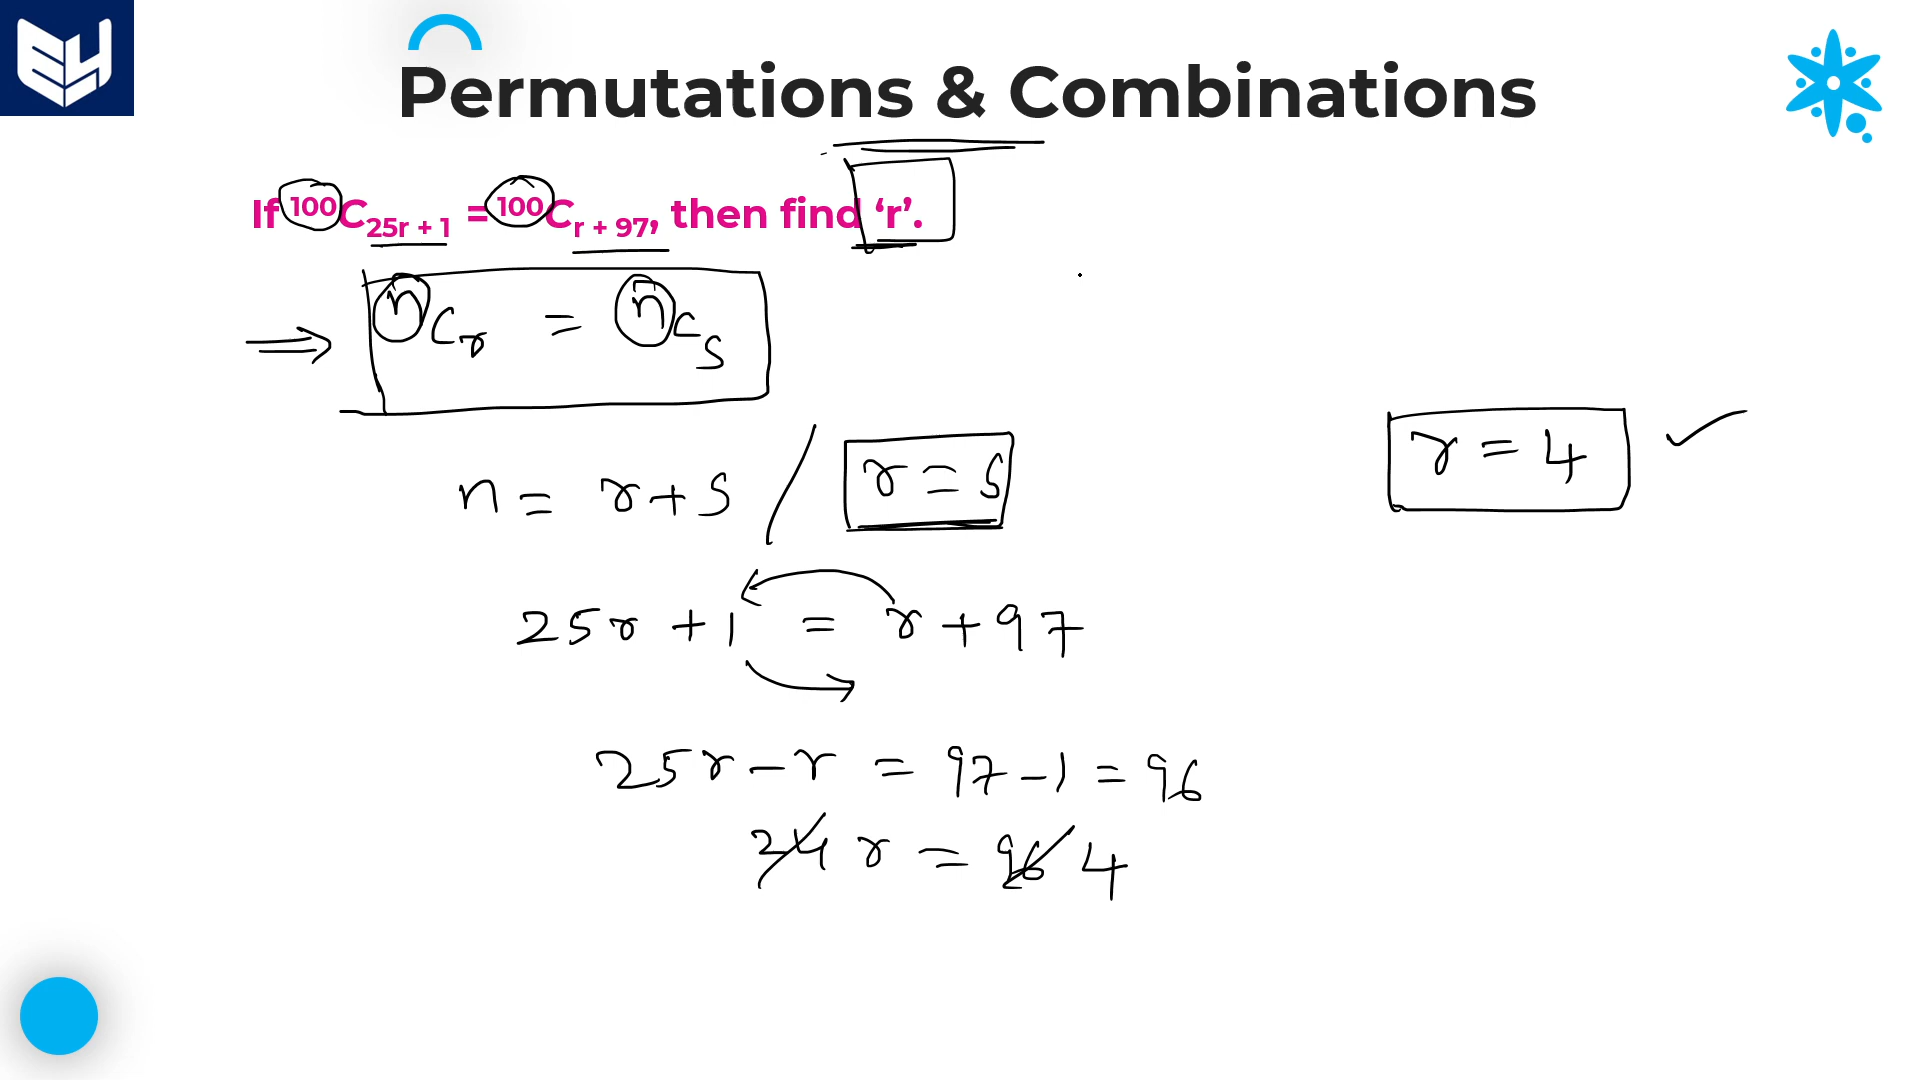 Permutations & Combinations
If ¹⁰⁰C₂₅ᵣ ₊ ₁ = ¹⁰⁰Cᵣ ₊ ₉₇, then find ‘r’.
⇒ ⁿCᵣ = ⁿCₛ
n = r + s / r = s
r = 4 ✓
25r + 1 = r + 97
25r - r = 97 - 1 = 96
24 r = 96 4